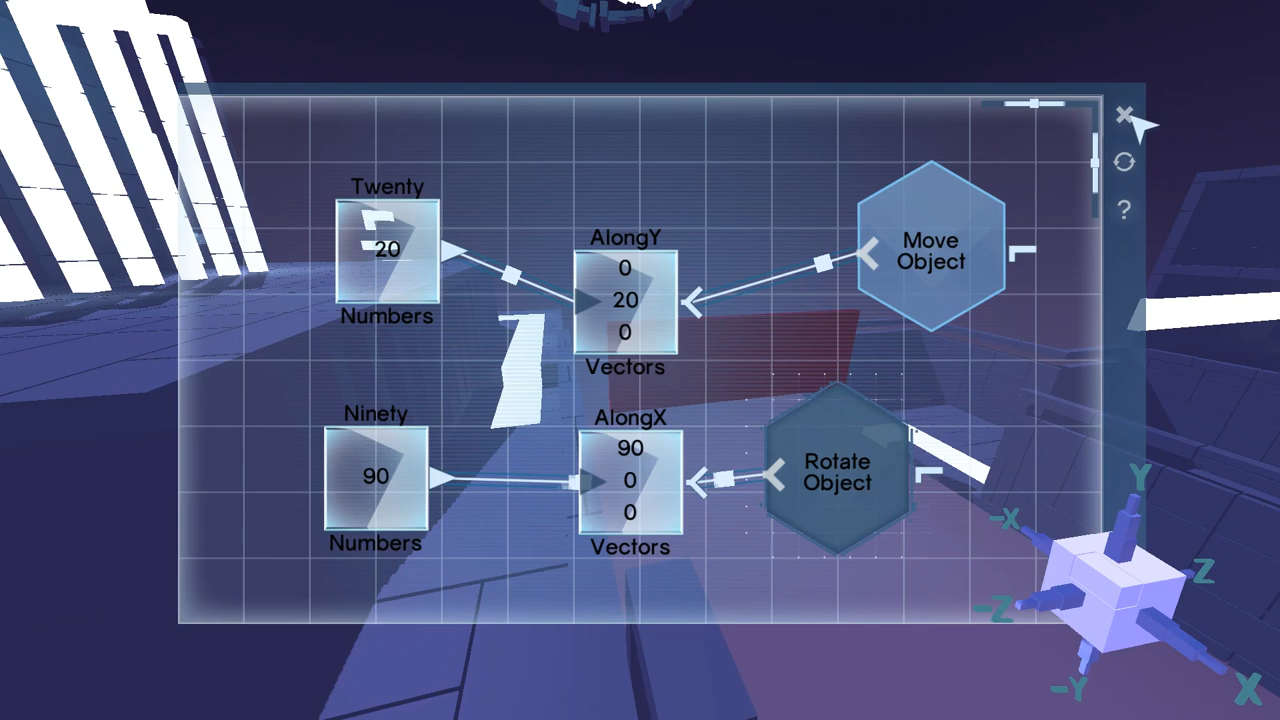 Twenty
20
Numbers
AlongY
0
20
0
Vectors
Move
Object
Ninety
90
Numbers
AlongX
90
0
0
Vectors
Rotate
Object
?
Y
-X
Z
-Z
-Y
X